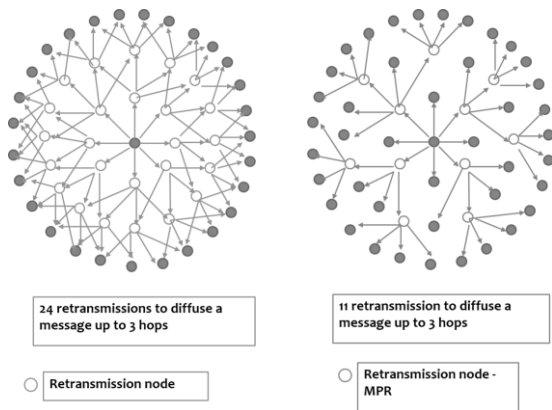 24 retransmissions to diffuse a
message up to 3 hops
Retransmission node
11 retransmission to diffuse a
message up to 3 hops
Retransmission node -
MPR